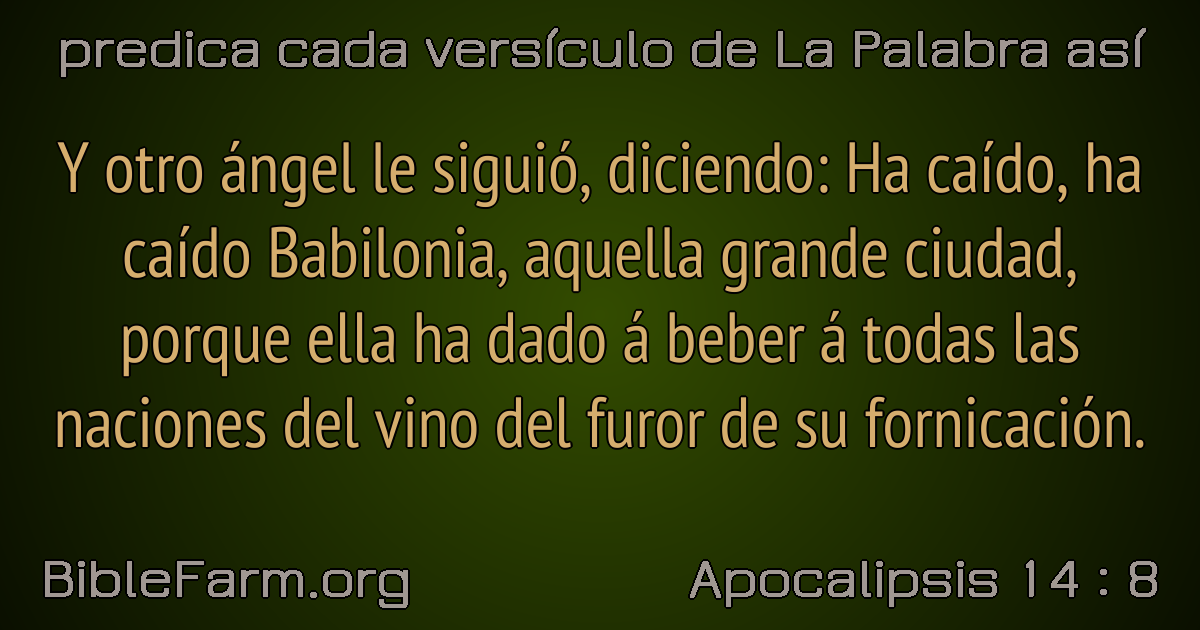 predica cada versículo de La Palabra así
Y otro ángel le siguió, diciendo: Ha caído, ha
caído Babilonia, aquella grande ciudad,
porque ella ha dado á beber á todas las
naciones del vino del furor de su fornicación.
BibleFarm.org
Apocalipsis 14 : 8